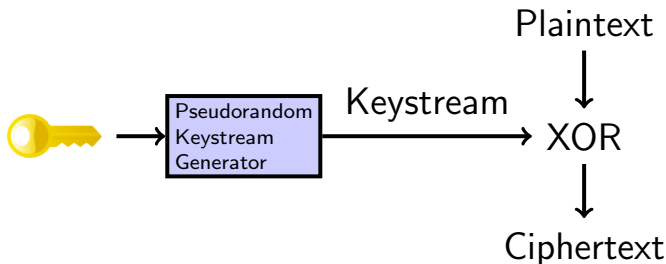 Plaintext
Pseudorandom
Keystream
Generator
Keystream
XOR
Ciphertext